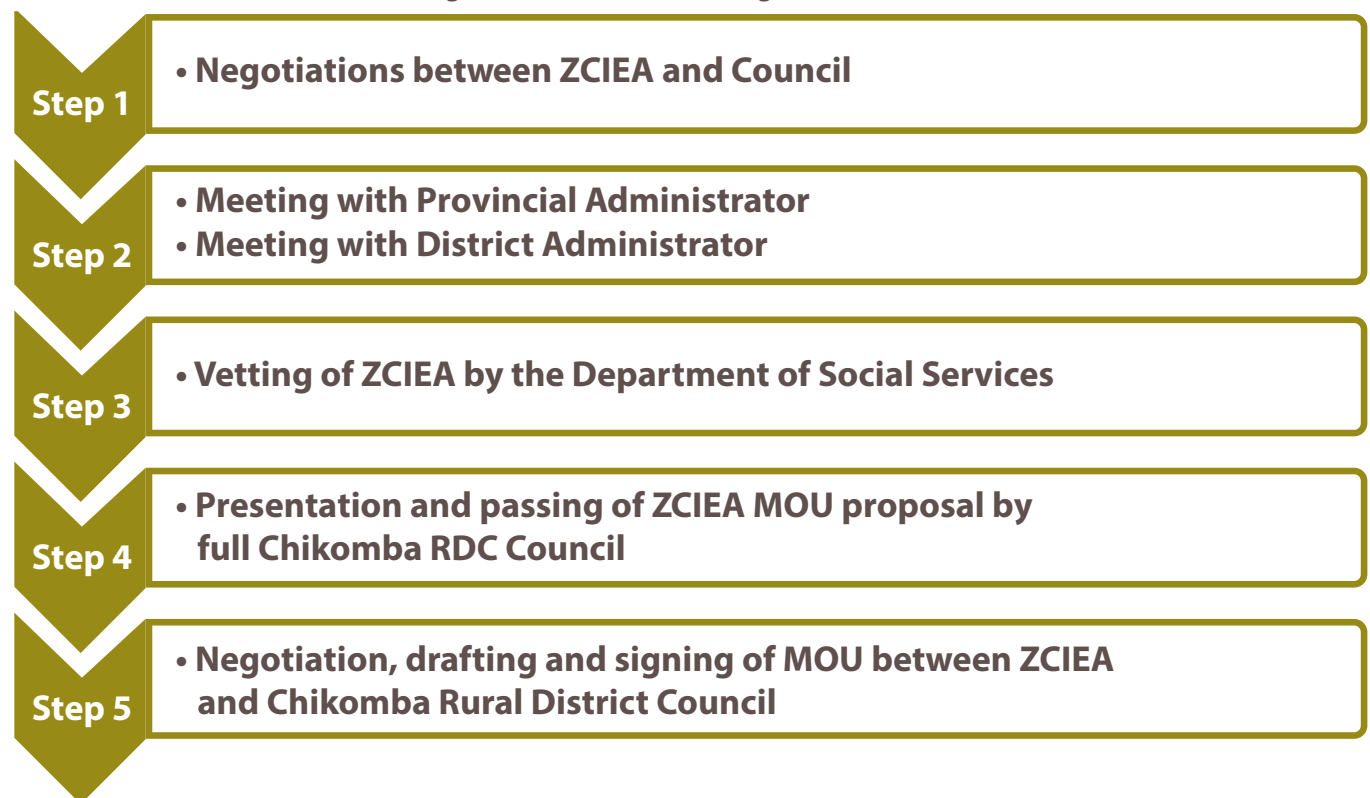 Step 1
• Negotiations between ZCIEA and Council
Step 2
• Meeting with Provincial Administrator
• Meeting with District Administrator
Step 3
• Vetting of ZCIEA by the Department of Social Services
Step 4
• Presentation and passing of ZCIEA MOU proposal by
full Chikomba RDC Council
Step 5
• Negotiation, drafting and signing of MOU between ZCIEA
and Chikomba Rural District Council